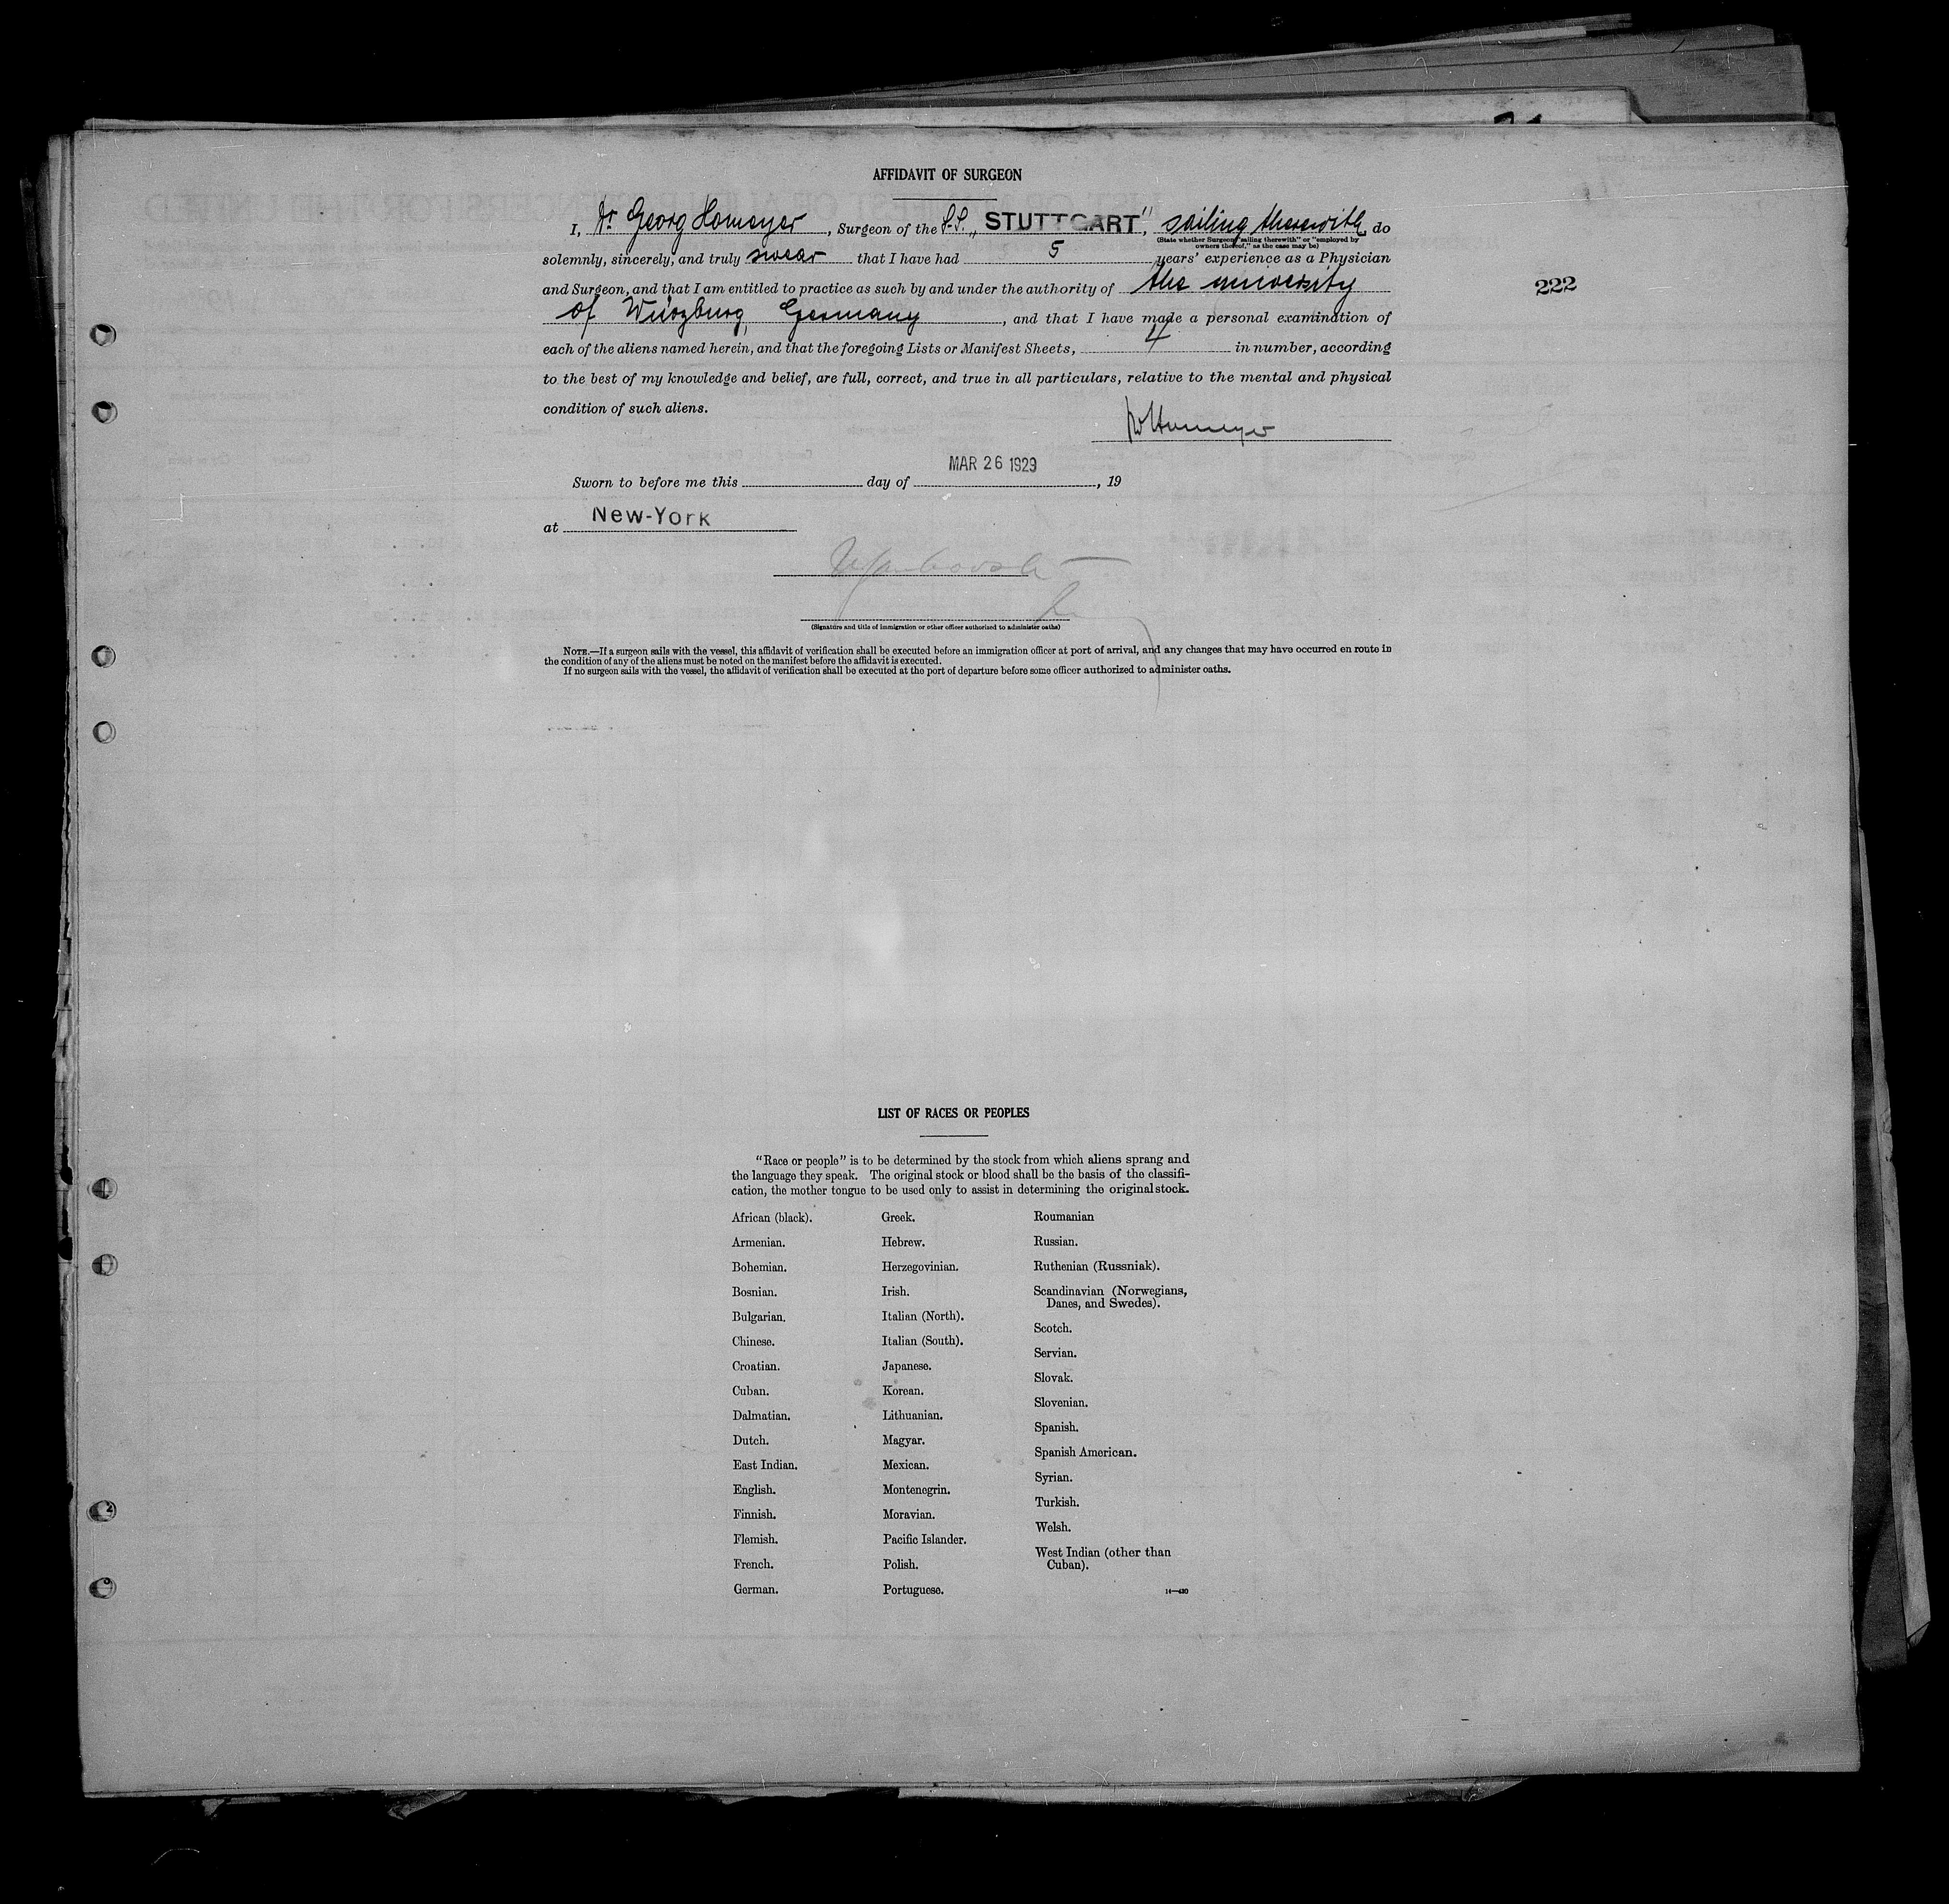 AFFIDAVIT OF SURGEON
I, Dr. Georg Homeyer, Surgeon of the S.S. „STUTTGART", sailing therewith, do
(State whether Surgeon "sailing therewith" or "employed by
owners thereof," as the case may be)
solemnly, sincerely, and truly swear that I have had 5 years' experience as a Physician
and Surgeon, and that I am entitled to practice as such by and under the authority of the university
of Würzburg, Germany, and that I have made a personal examination of
222
each of the aliens named herein, and that the foregoing Lists or Manifest Sheets, 4 in number, according
to the best of my knowledge and belief, are full, correct, and true in all particulars, relative to the mental and physical
condition of such aliens.
Dr Homeyer
Sworn to before me this day of MAR 26 1929, 19
at New-York
(Signature and title of immigration or other officer authorized to administer oaths)
NOTE.—If a surgeon sails with the vessel, this affidavit of verification shall be executed before an immigration officer at port of arrival, and any changes that may have occurred en route in
the condition of any of the aliens must be noted on the manifest before the affidavit is executed.
If no surgeon sails with the vessel, the affidavit of verification shall be executed at the port of departure before some officer authorized to administer oaths.
LIST OF RACES OR PEOPLES
"Race or people" is to be determined by the stock from which aliens sprang and
the language they speak. The original stock or blood shall be the basis of the classifi-
cation, the mother tongue to be used only to assist in determining the original stock.
African (black).
Armenian.
Bohemian.
Bosnian.
Bulgarian.
Chinese.
Croatian.
Cuban.
Dalmatian.
Dutch.
East Indian.
English.
Finnish.
Flemish.
French.
German.
Greek.
Hebrew.
Herzegovinian.
Irish.
Italian (North).
Italian (South).
Japanese.
Korean.
Lithuanian.
Magyar.
Mexican.
Montenegrin.
Moravian.
Pacific Islander.
Polish.
Portuguese.
Roumanian
Russian.
Ruthenian (Russniak).
Scandinavian (Norwegians,
Danes, and Swedes).
Scotch.
Servian.
Slovak.
Slovenian.
Spanish.
Spanish American.
Syrian.
Turkish.
Welsh.
West Indian (other than
Cuban).
14—430